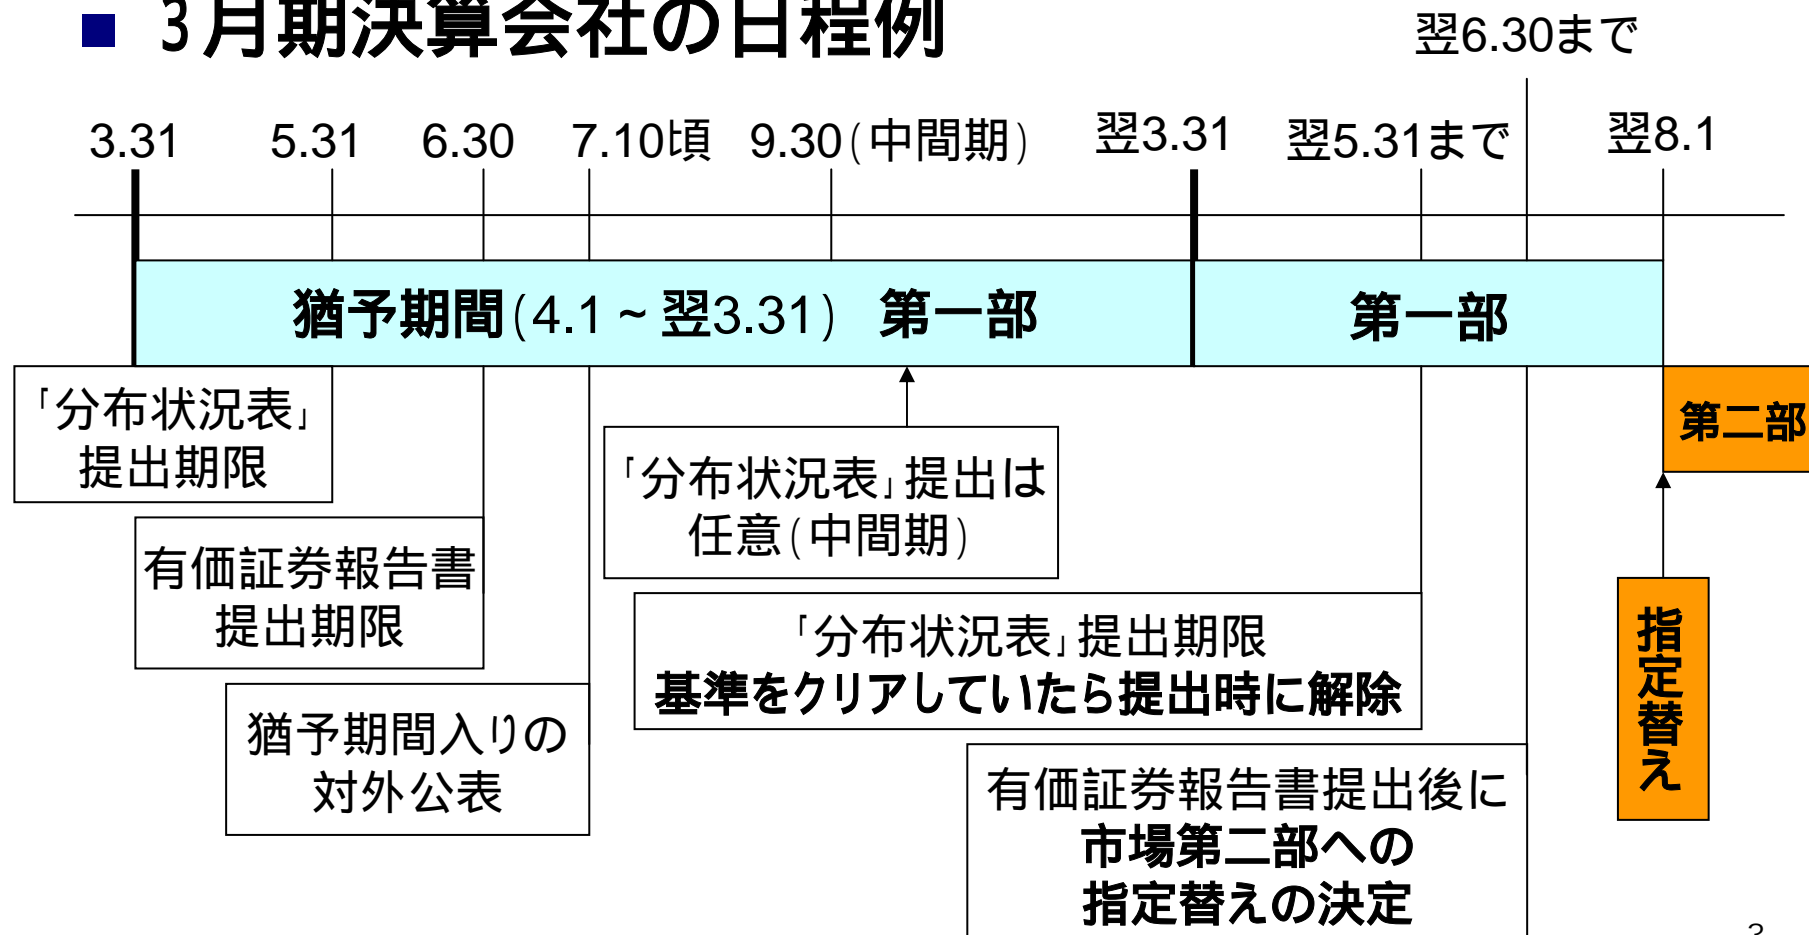 ■ 3月期決算会社の日程例
翌6.30まで
3.31 5.31 6.30 7.10頃 9.30(中間期) 翌3.31 翌5.31まで 翌8.1
猶予期間(4.1~翌3.31) 第一部 第一部
「分布状況表」
提出期限
第二部
「分布状況表」提出は
任意(中間期)
有価証券報告書
提出期限
「分布状況表」提出期限
基準をクリアしていたら提出時に解除
指定替え
猶予期間入りの
対外公表
有価証券報告書提出後に
市場第二部への
指定替えの決定